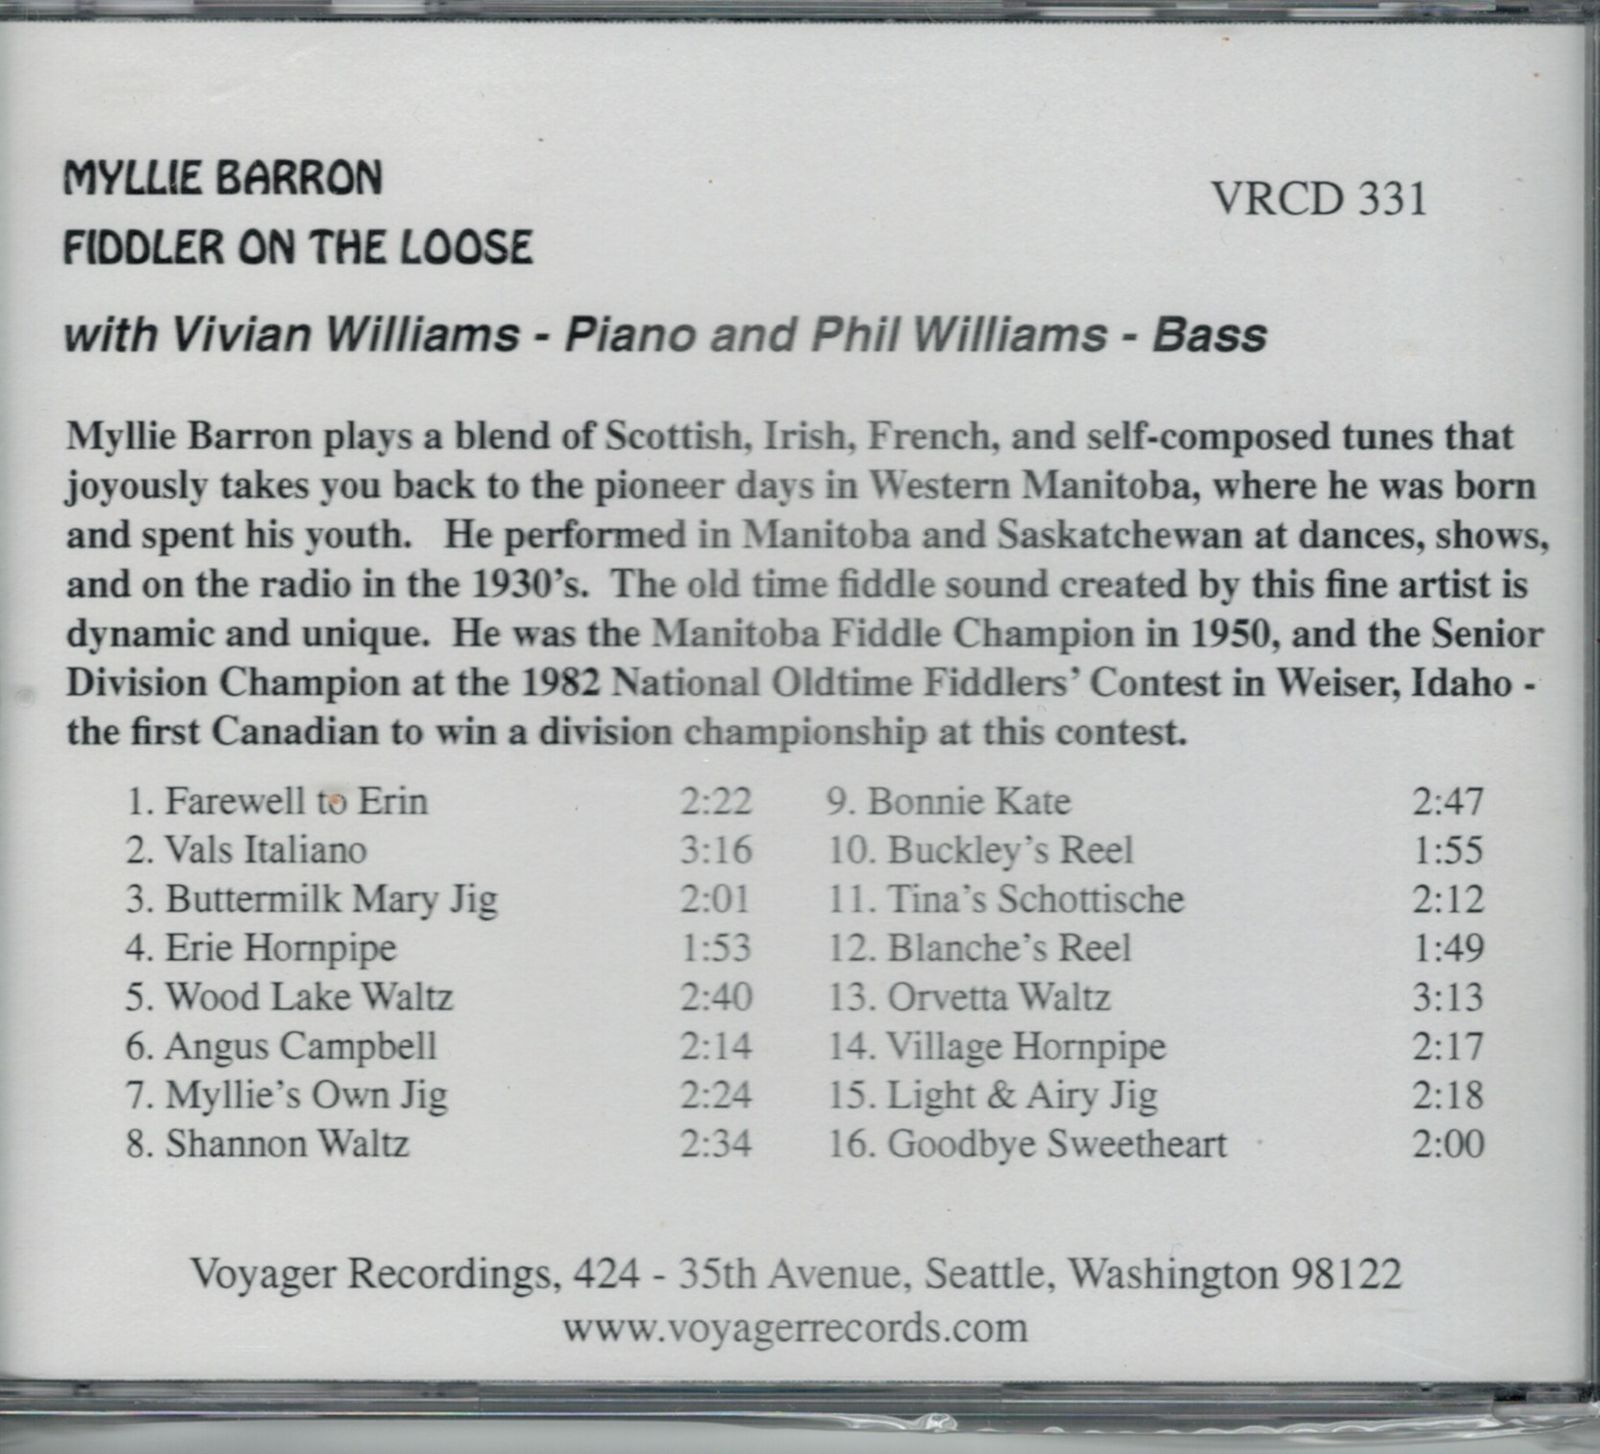 MYLLIE BARRON
VRCD 331
FIDDLER ON THE LOOSE
with Vivian Williams - Piano and Phil Williams - Bass
Myllie Barron plays a blend of Scottish, Irish, French, and self-composed tunes that
joyously takes you back to the pioneer days in Western Manitoba, where he was born
and spent his youth.   He performed in Manitoba and Saskatchewan at dances, shows,
and on the radio in the 1930's.  The old time fiddle sound created by this fine artist is
dynamic and unique.  He was the Manitoba Fiddle Champion in 1950, and the Senior
Division Champion at the 1982 National Oldtime Fiddlers' Contest in Weiser, Idaho -
the first Canadian to win a division championship at this contest.
1. Farewell to Erin 2:22
2. Vals Italiano 3:16
3. Buttermilk Mary Jig 2:01
4. Erie Hornpipe 1:53
5. Wood Lake Waltz 2:40
6. Angus Campbell 2:14
7. Myllie's Own Jig 2:24
8. Shannon Waltz 2:34
9. Bonnie Kate 2:47
10. Buckley's Reel 1:55
11. Tina's Schottische 2:12
12. Blanche's Reel 1:49
13. Orvetta Waltz 3:13
14. Village Hornpipe 2:17
15. Light & Airy Jig 2:18
16. Goodbye Sweetheart 2:00
Voyager Recordings, 424 - 35th Avenue, Seattle, Washington 98122
www.voyagerrecords.com